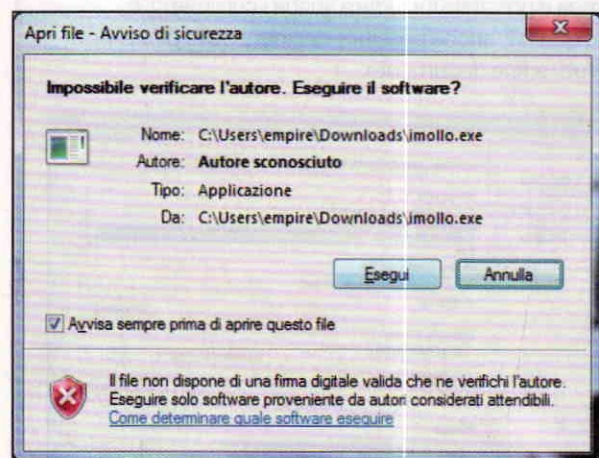 Apri file - Avviso di sicurezza
Impossibile verificare l'autore. Eseguire il software?
Nome: C:\Users\empire\Downloads\imollo.exe
Autore: Autore sconosciuto
Tipo: Applicazione
Da: C:\Users\empire\Downloads\imollo.exe
Esegui Annulla
Avvisa sempre prima di aprire questo file
Il file non dispone di una firma digitale valida che ne verifichi l'autore.
Eseguire solo software proveniente da autori considerati attendibili.
Come determinare quale software eseguire